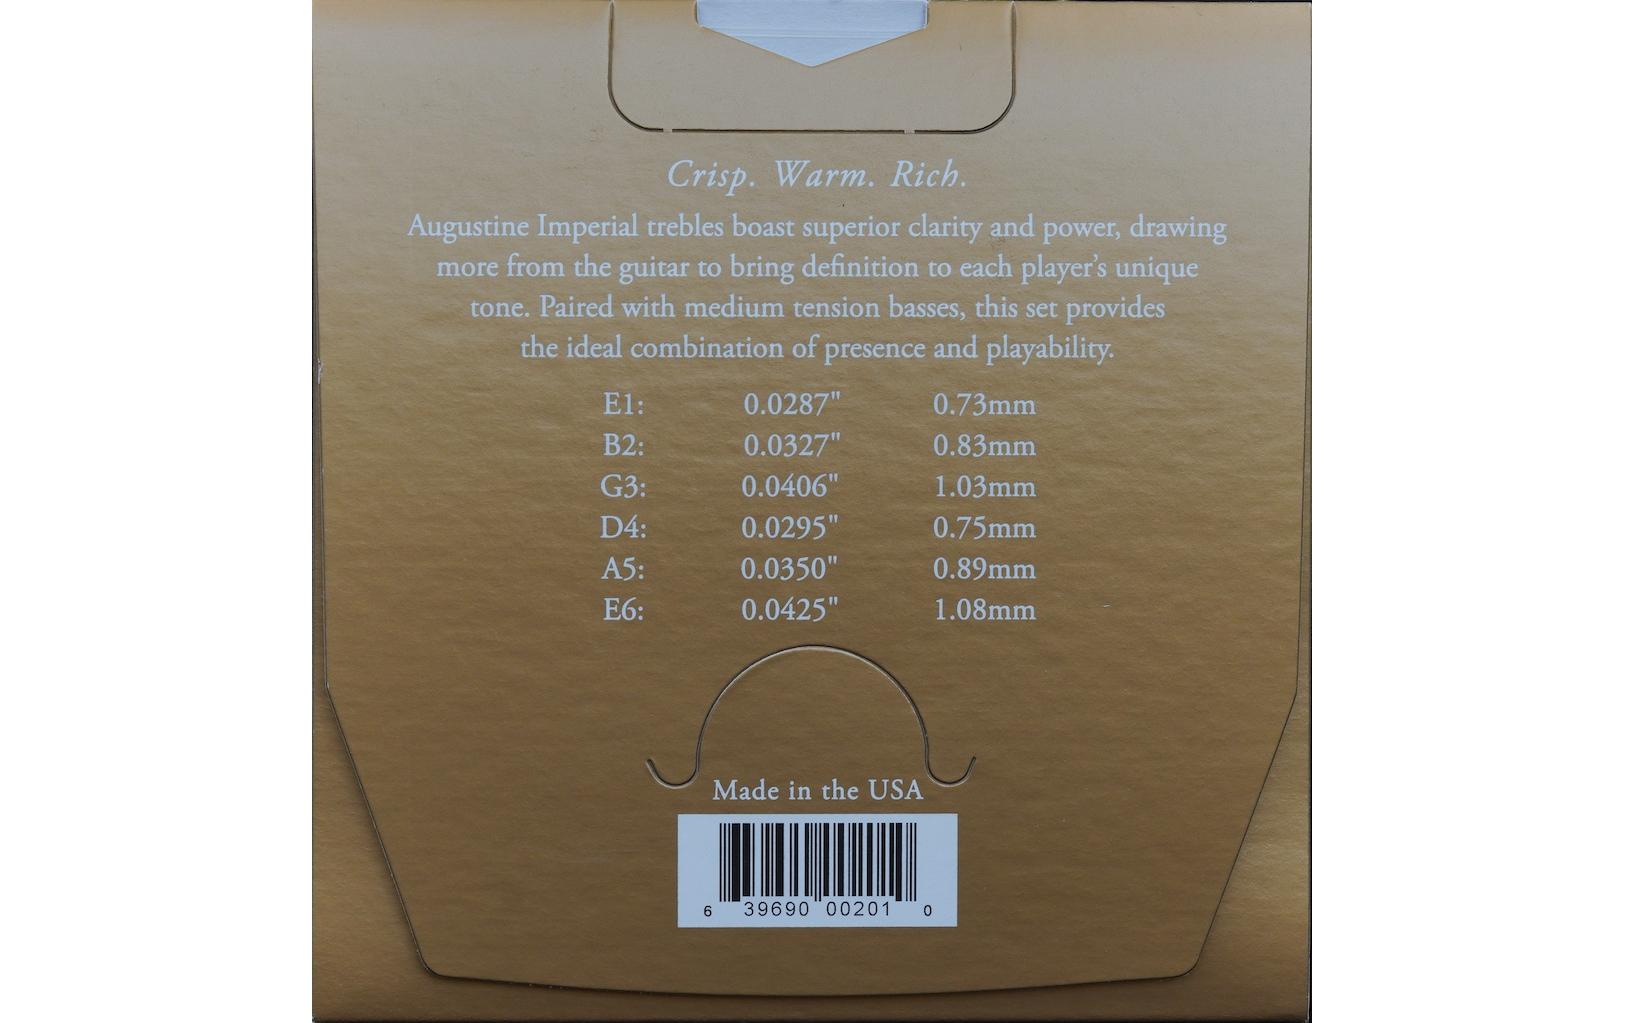 Crisp. Warm. Rich.
Augustine Imperial trebles boast superior clarity and power, drawing
more from the guitar to bring definition to each player’s unique
tone. Paired with medium tension basses, this set provides
the ideal combination of presence and playability.
E1: 0.0287" 0.73mm
B2: 0.0327" 0.83mm
G3: 0.0406" 1.03mm
D4: 0.0295" 0.75mm
A5: 0.0350" 0.89mm
E6: 0.0425" 1.08mm
Made in the USA
6 39690 00201 0